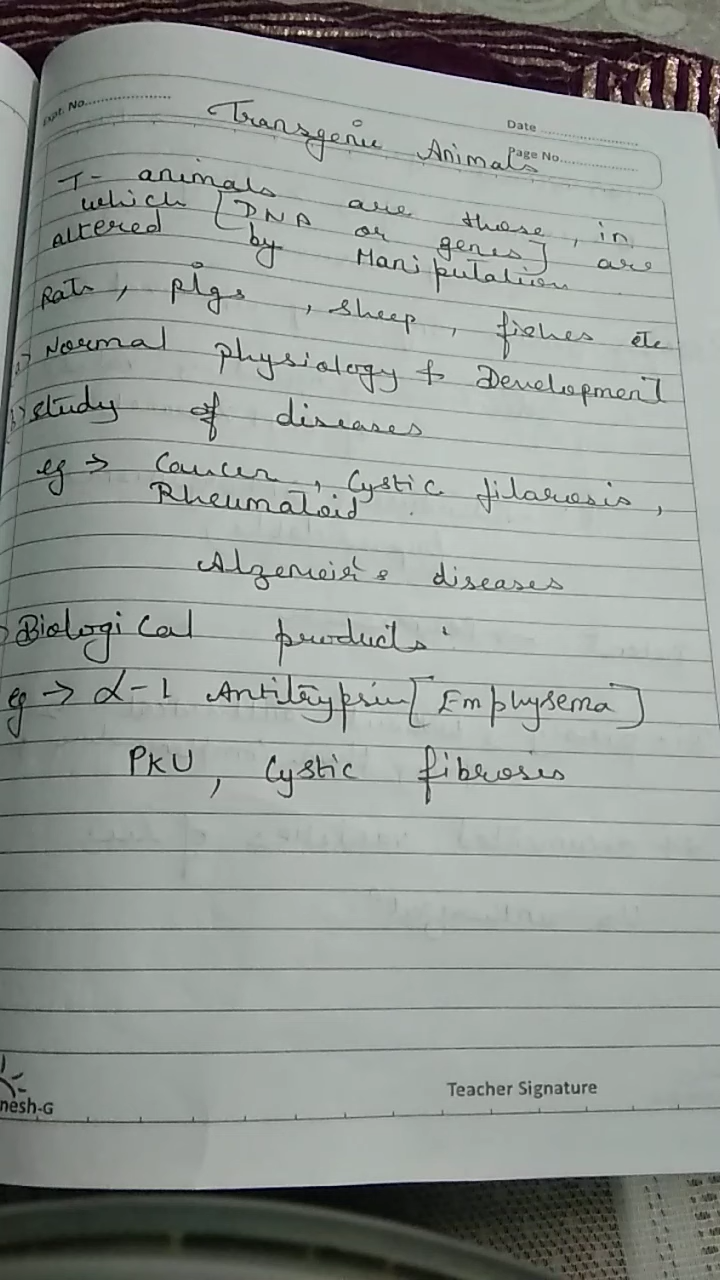 Expt. No.
Date
Page No.
Transgenic Animals
T- animals are those, in
which [DNA or genes] are
altered by Manipulation
Rats, pigs, sheep, fishes etc
a) Normal physiology & Development
b) study of diseases
eg → Cancer, Cystic filarosis,
Rheumatoid
Alzemeir's diseases
) Biological products
eg → α-1 Antitrypsin [Emphysema]
PKU, Cystic fibrosis
nesh-G
Teacher Signature